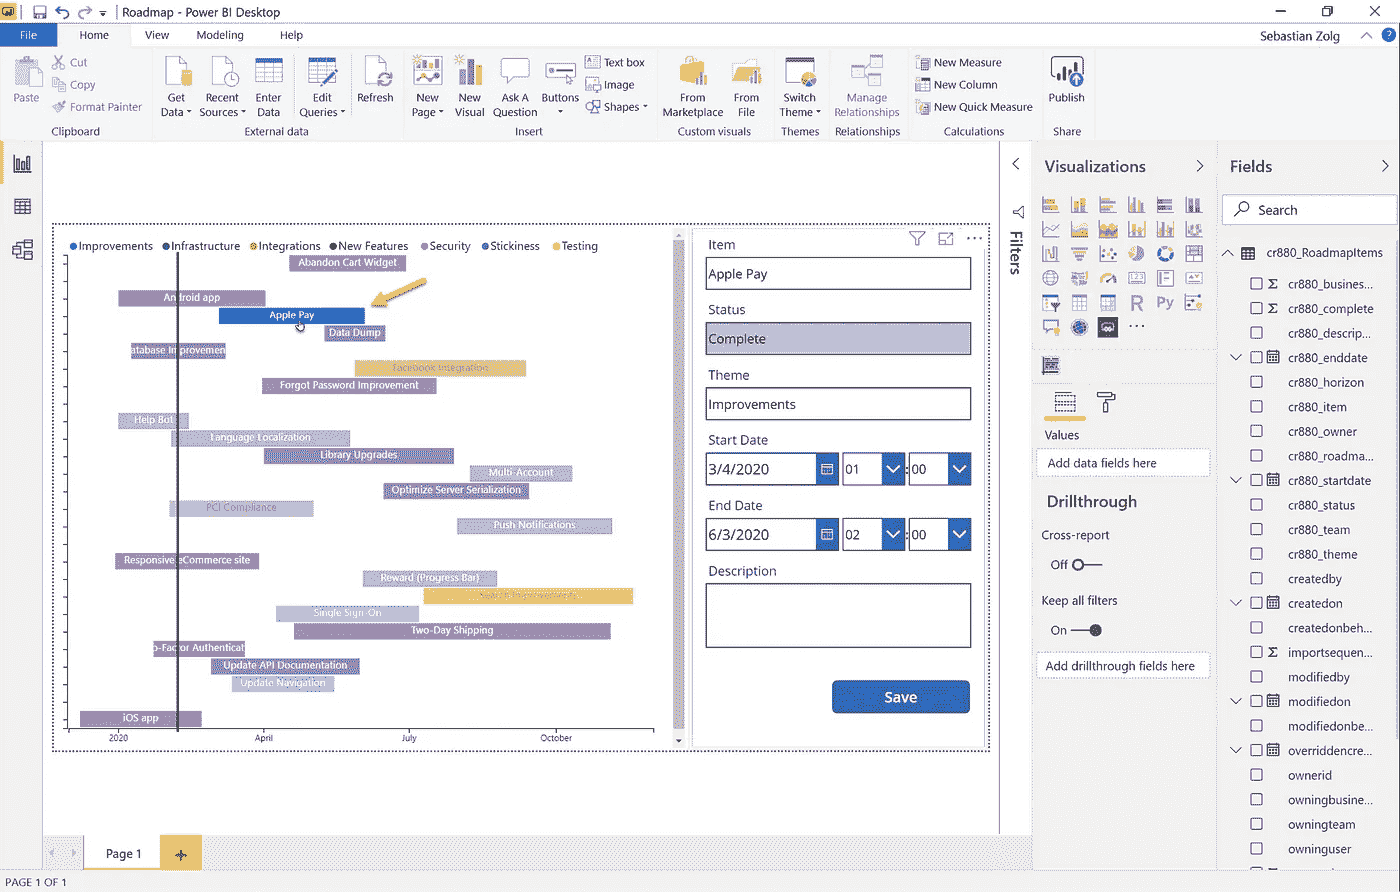 Roadmap - Power BI Desktop
File Home View Modeling Help
Sebastian Zolg
Paste
Cut
Copy
Format Painter
Clipboard
Get Data
Recent Sources
Enter Data
Edit Queries
Refresh
External data
New Page
New Visual
Ask A Question
Buttons
Text box
Image
Shapes
Insert
From Marketplace
From File
Custom visuals
Switch Theme
Themes
Manage Relationships
Relationships
New Measure
New Column
New Quick Measure
Calculations
Publish
Share
Improvements Infrastructure Integrations New Features Security Stickiness Testing
Abandon Cart Widget
Android app
Apple Pay
Data Dump
atabase Improvemen
Facebook Integration
Forgot Password Improvement
Help Bot
Language Localization
Library Upgrades
Multi-Account
Optimize Server Serialization
PCI Compliance
Push Notifications
Responsive eCommerce site
Reward (Progress Bar)
Single Sign-On
Two-Day Shipping
o-Factor Authenticat
Update API Documentation
Update Navigation
iOS app
2020 April July October
Item
Apple Pay
Status
Complete
Theme
Improvements
Start Date
3/4/2020 01 : 00
End Date
6/3/2020 02 : 00
Description
Save
Filters
Visualizations
R Py
Values
Add data fields here
Drillthrough
Cross-report
Off
Keep all filters
On
Add drillthrough fields here
Fields
Search
cr880_RoadmapItems
cr880_busines...
cr880_complete
cr880_descrip...
cr880_enddate
cr880_horizon
cr880_item
cr880_owner
cr880_roadma...
cr880_startdate
cr880_status
cr880_team
cr880_theme
createdby
createdon
createdonbeh...
importsequen...
modifiedby
modifiedon
modifiedonbe...
overriddencre...
ownerid
owningbusine...
owningteam
owninguser
Page 1
PAGE 1 OF 1